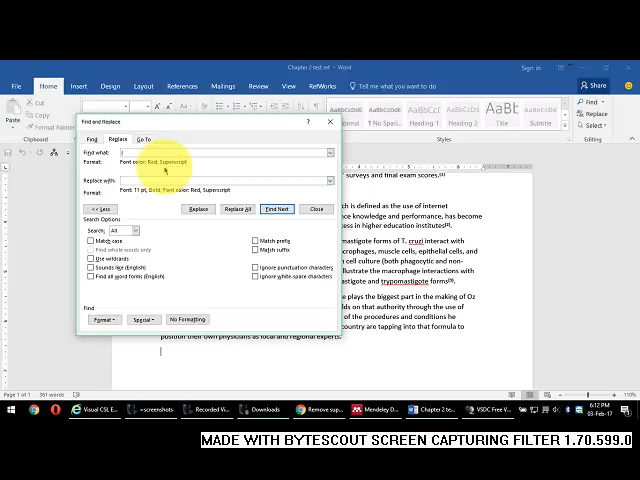 Chapter 2 test ref - Word
Sign in
File Home Insert Design Layout References Mailings Review View RefWorks Tell me what you want to do Share
Paste
Cut
Copy
Format Painter
AaBbCcDd AaBbCcDd
¶ Normal ¶ No Spac... Heading 1 Heading 2
Find
Replace
Select
Find and Replace
Find Replace Go To
Find what: (
Format: Font color: Red, Superscript
Replace with:
Format: Font: 11 pt, Bold, Font color: Red, Superscript
<< Less Replace Replace All Find Next Close
Search Options
Search: All
Match case
Find whole words only
Use wildcards
Sounds like (English)
Find all word forms (English)
Match prefix
Match suffix
Ignore punctuation characters
Ignore white-space characters
Find
Format Special No Formatting
surveys and final exam scores.
ch is defined as the use of Internet
nce knowledge and performance, has become
rces in higher education institutions
mastigote forms of T. cruzi interact with
crophages, muscle cells, epithelial cells, and
n cell culture (both phagocytic and non-
illustrate the macrophage interactions with
astigote and trypomastigote forms
e plays the biggest part in the making of Oz
lds on that authority through the use of
of the procedures and conditions he
country are tapping into that formula to
position their own physicians as local and regional experts.
Page 2 of 2 361 words
110%
Visual CSL E... =screenshots Recorded Vi... Downloads Remove sup... Mendeley D... Chapter 2 te... VSDC Free V...
6:12 PM
03-Feb-17
MADE WITH BYTESCOUT SCREEN CAPTURING FILTER 1.70.599.0